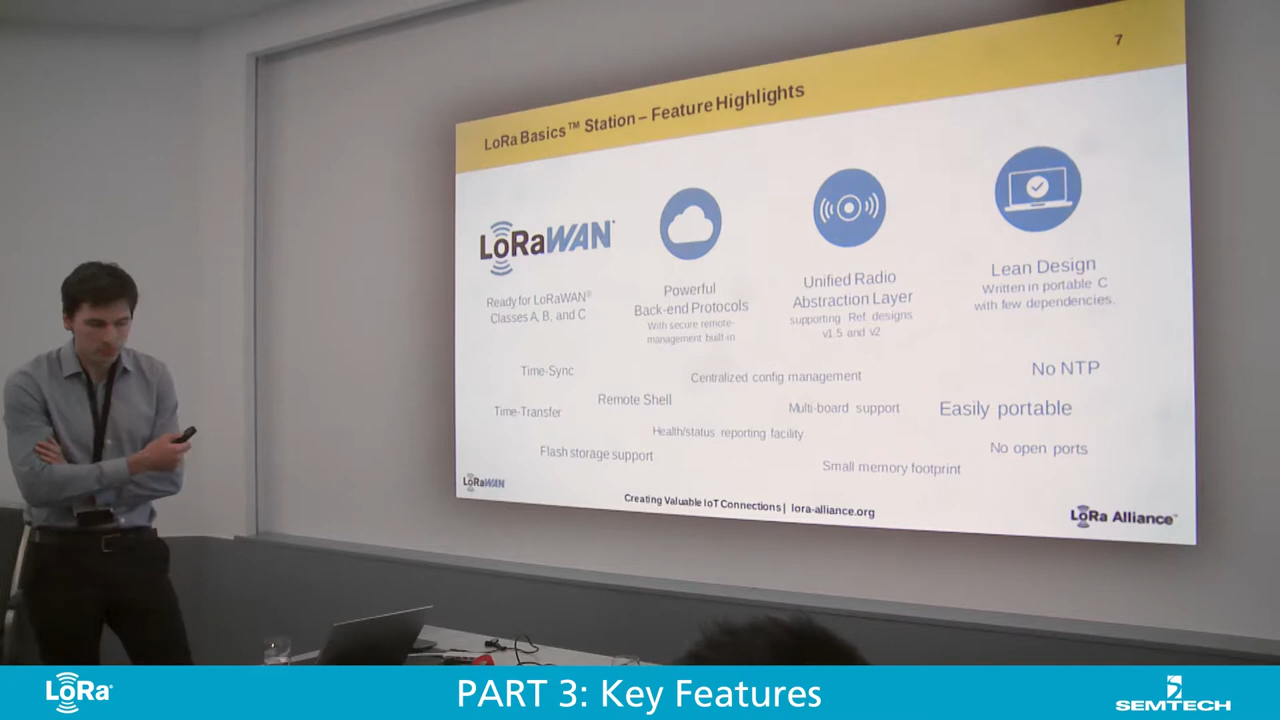 7
LoRa Basics™ Station – Feature Highlights
LoRaWAN®
Ready for LoRaWAN®
Classes A, B, and C
Powerful
Back-end Protocols
With secure remote-
management built-in
Unified Radio
Abstraction Layer
supporting Ref. designs
v1.5 and v2
Lean Design
Written in portable C
with few dependencies.
Time-Sync
Centralized config management
No NTP
Time-Transfer
Remote Shell
Multi-board support
Easily portable
Health/status reporting facility
Flash storage support
Small memory footprint
No open ports
LoRaWAN
Creating Valuable IoT Connections | lora-alliance.org
LoRa Alliance™
LoRa®
PART 3: Key Features
SEMTECH